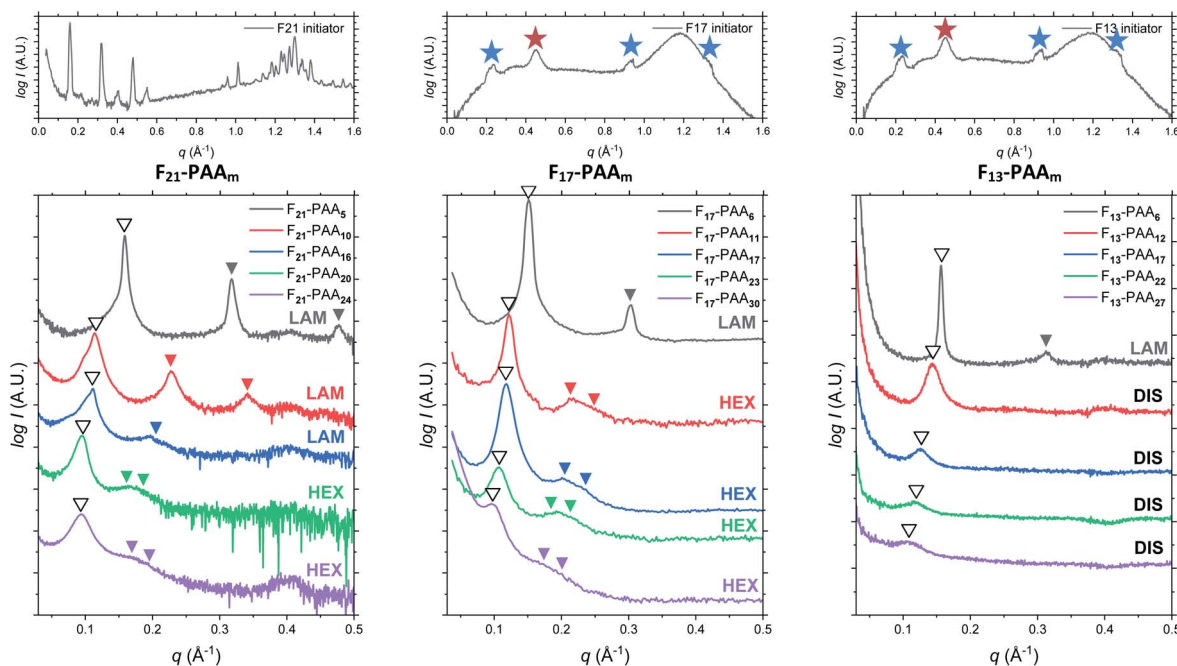 F21 initiator
log I (A.U.)
0.0 0.2 0.4 0.6 0.8 1.0 1.2 1.4 1.6
q (Å-1)
F17 initiator
log I (A.U.)
0.0 0.2 0.4 0.6 0.8 1.0 1.2 1.4 1.6
q (Å-1)
F13 initiator
log I (A.U.)
0.0 0.2 0.4 0.6 0.8 1.0 1.2 1.4 1.6
q (Å-1)
F21-PAAm
F21-PAA5
F21-PAA10
F21-PAA16
F21-PAA20
F21-PAA24
LAM
LAM
LAM
HEX
HEX
log I (A.U.)
0.1 0.2 0.3 0.4 0.5
q (Å-1)
F17-PAAm
F17-PAA6
F17-PAA11
F17-PAA17
F17-PAA23
F17-PAA30
LAM
HEX
HEX
HEX
log I (A.U.)
0.1 0.2 0.3 0.4 0.5
q (Å-1)
F13-PAAm
F13-PAA6
F13-PAA12
F13-PAA17
F13-PAA22
F13-PAA27
LAM
DIS
DIS
DIS
DIS
log I (A.U.)
0.1 0.2 0.3 0.4 0.5
q (Å-1)